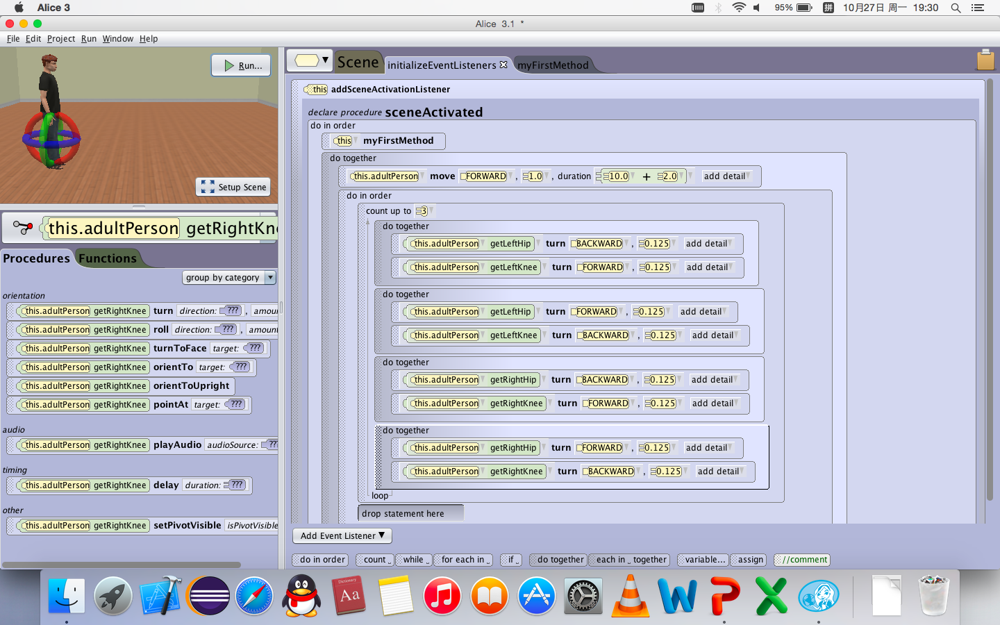 Alice 3
95%
拼
10月27日 周一 19:30
Alice 3.1 *
File Edit Project Run Window Help
Run...
Setup Scene
this.adultPerson getRightKne
Procedures Functions
group by category
orientation
this.adultPerson getRightKnee turn direction: ??? , amou
this.adultPerson getRightKnee roll direction: ??? , amount
this.adultPerson getRightKnee turnToFace target: ???
this.adultPerson getRightKnee orientTo target: ???
this.adultPerson getRightKnee orientToUpright
this.adultPerson getRightKnee pointAt target: ???
audio
this.adultPerson getRightKnee playAudio audioSource: ???
timing
this.adultPerson getRightKnee delay duration: ???
other
this.adultPerson getRightKnee setPivotVisible isPivotVisible
Scene initializeEventListeners myFirstMethod
this addSceneActivationListener
declare procedure sceneActivated
do in order
this myFirstMethod
do together
this.adultPerson move FORWARD , 1.0 , duration 10.0 + 2.0 add detail
do in order
count up to 3
do together
this.adultPerson getLeftHip turn BACKWARD , 0.125 add detail
this.adultPerson getLeftKnee turn FORWARD , 0.125 add detail
do together
this.adultPerson getLeftHip turn FORWARD , 0.125 add detail
this.adultPerson getLeftKnee turn BACKWARD , 0.125 add detail
do together
this.adultPerson getRightHip turn BACKWARD , 0.125 add detail
this.adultPerson getRightKnee turn FORWARD , 0.125 add detail
do together
this.adultPerson getRightHip turn FORWARD , 0.125 add detail
this.adultPerson getRightKnee turn BACKWARD , 0.125 add detail
loop
drop statement here
Add Event Listener
do in order count _ while _ for each in _ if _ do together each in _ together variable... assign //comment
Dictionary
Aa